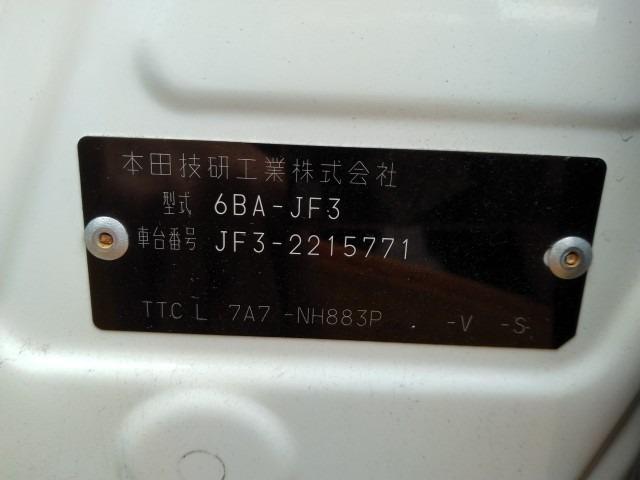 本田技研工業株式会社
型式 6BA-JF3
車台番号 JF3-2215771
TTC L 7A7 -NH883P -V -S-